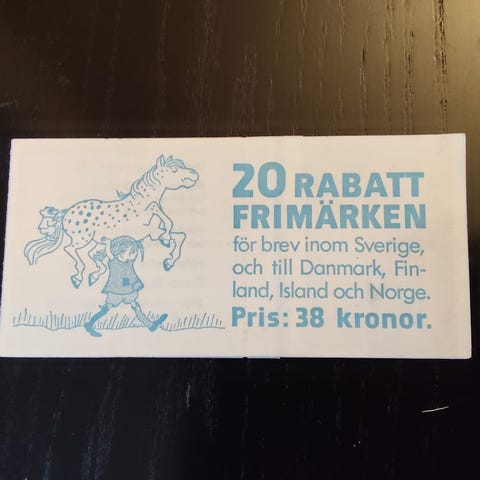 20 RABATT
FRIMÄRKEN
för brev inom Sverige,
och till Danmark, Fin-
land, Island och Norge.
Pris: 38 kronor.